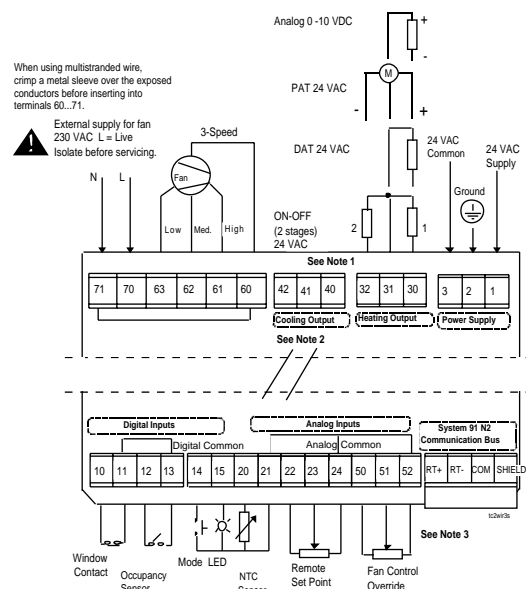 Analog 0 -10 VDC
+
-
M
When using multistranded wire,
crimp a metal sleeve over the exposed
conductors before inserting into
terminals 60...71.
PAT 24 VAC
-
+
External supply for fan
230 VAC L = Live
Isolate before servicing.
3-Speed
DAT 24 VAC
24 VAC
Common
24 VAC
Supply
N
L
Fan
Ground
Low
Med.
High
ON-OFF
(2 stages)
24 VAC
2
1
See Note 1
71 70 63 62 61 60 42 41 40 32 31 30 3 2 1
Cooling Output
Heating Output
Power Supply
See Note 2
Digital Inputs
Analog Inputs
System 91 N2
Communication Bus
Digital Common
Analog Common
10 11 12 13 14 15 20 21 22 23 24 50 51 52 RT+ RT- COM SHIELD
tc2wir3s
See Note 3
Window
Contact
Occupancy
Sensor
Mode LED
NTC
Sensor
Remote
Set Point
Fan Control
Override